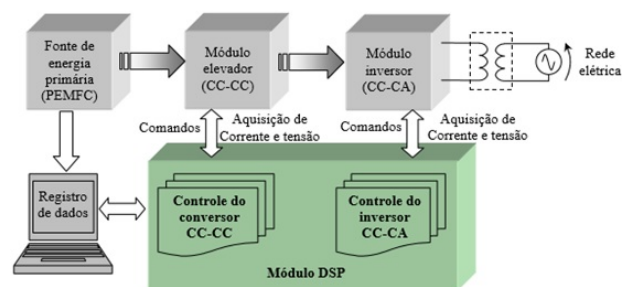 Fonte de
energia
primária
(PEMFC)
Módulo
elevador
(CC-CC)
Módulo
inversor
(CC-CA)
Rede
elétrica
Comandos
Aquisição de
Corrente e tensão
Comandos
Aquisição de
Corrente e tensão
Registro
de dados
Controle do
conversor
CC-CC
Controle do
inversor
CC-CA
Módulo DSP